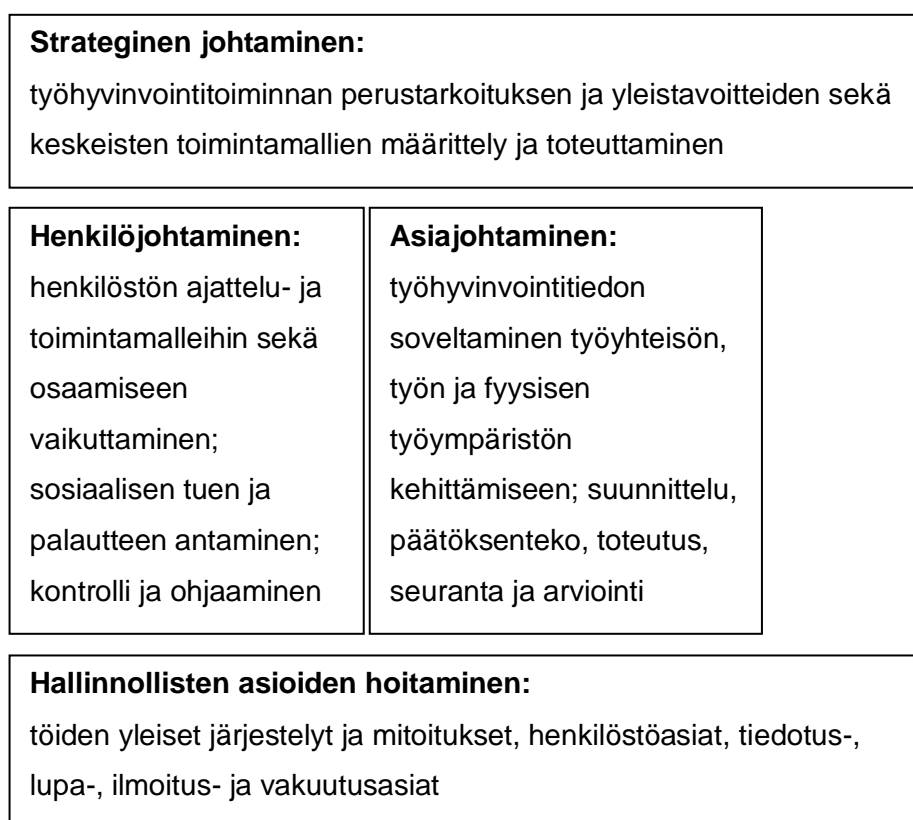 Strateginen johtaminen:
työhyvinvointitoiminnan perustarkoituksen ja yleistavoitteiden sekä
keskeisten toimintamallien määrittely ja toteuttaminen
Henkilöjohtaminen:
henkilöstön ajattelu- ja
toimintamalleihin sekä
osaamiseen
vaikuttaminen;
sosiaalisen tuen ja
palautteen antaminen;
kontrolli ja ohjaaminen
Asiajohtaminen:
työhyvinvointitiedon
soveltaminen työyhteisön,
työn ja fyysisen
työympäristön
kehittämiseen; suunnittelu,
päätöksenteko, toteutus,
seuranta ja arviointi
Hallinnollisten asioiden hoitaminen:
töiden yleiset järjestelyt ja mitoitukset, henkilöstöasiat, tiedotus-,
lupa-, ilmoitus- ja vakuutusasiat